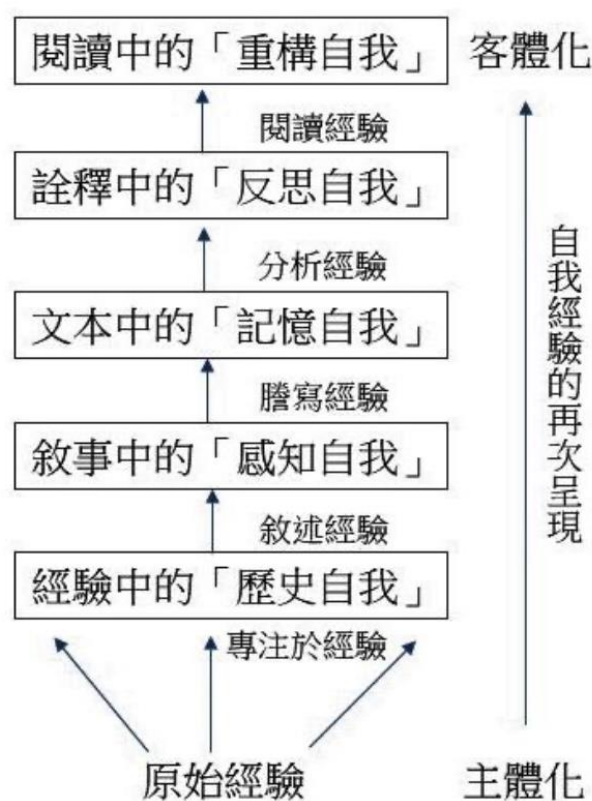 閱讀中的「重構自我」 客體化
閱讀經驗
詮釋中的「反思自我」
分析經驗
文本中的「記憶自我」
謄寫經驗
敘事中的「感知自我」
敘述經驗
經驗中的「歷史自我」
專注於經驗
原始經驗 主體化
自我經驗的再次呈現